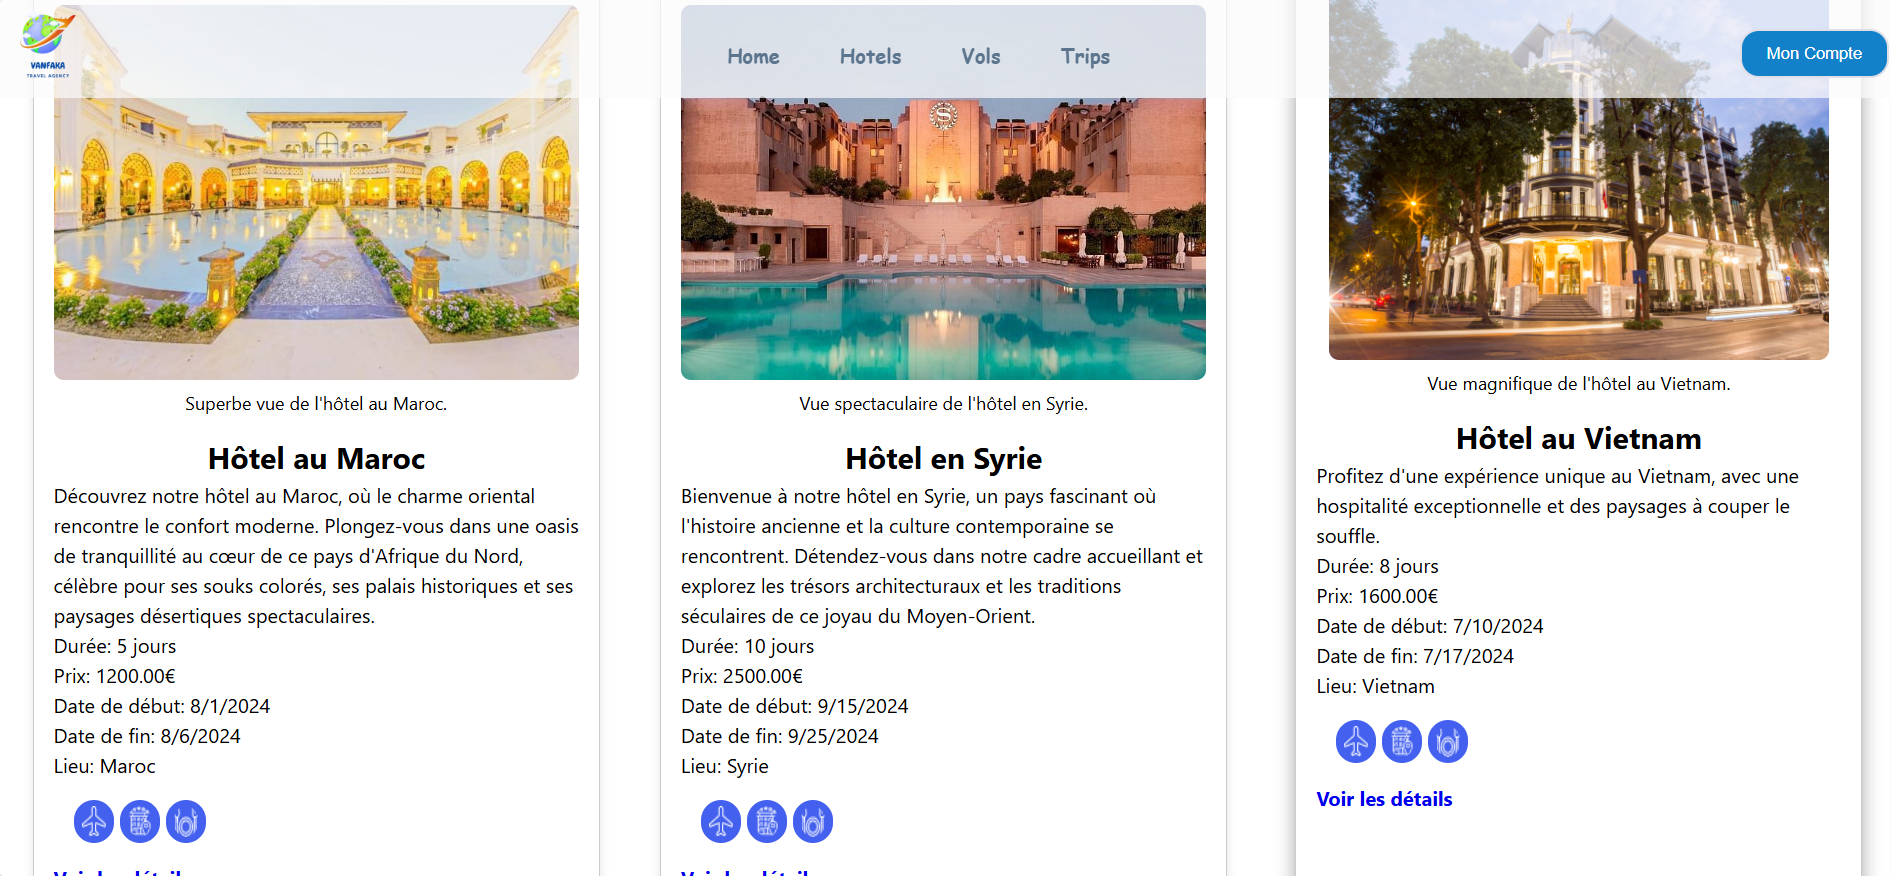 VANFAKA
TRAVEL AGENCY
Home
Hotels
Vols
Trips
Mon Compte
S
Superbe vue de l'hôtel au Maroc.
Hôtel au Maroc
Découvrez notre hôtel au Maroc, où le charme oriental
rencontre le confort moderne. Plongez-vous dans une oasis
de tranquillité au cœur de ce pays d'Afrique du Nord,
célèbre pour ses souks colorés, ses palais historiques et ses
paysages désertiques spectaculaires.
Durée: 5 jours
Prix: 1200.00€
Date de début: 8/1/2024
Date de fin: 8/6/2024
Lieu: Maroc
Voir les détails
Vue spectaculaire de l'hôtel en Syrie.
Hôtel en Syrie
Bienvenue à notre hôtel en Syrie, un pays fascinant où
l'histoire ancienne et la culture contemporaine se
rencontrent. Détendez-vous dans notre cadre accueillant et
explorez les trésors architecturaux et les traditions
séculaires de ce joyau du Moyen-Orient.
Durée: 10 jours
Prix: 2500.00€
Date de début: 9/15/2024
Date de fin: 9/25/2024
Lieu: Syrie
Voir les détails
Vue magnifique de l'hôtel au Vietnam.
Hôtel au Vietnam
Profitez d'une expérience unique au Vietnam, avec une
hospitalité exceptionnelle et des paysages à couper le
souffle.
Durée: 8 jours
Prix: 1600.00€
Date de début: 7/10/2024
Date de fin: 7/17/2024
Lieu: Vietnam
Voir les détails